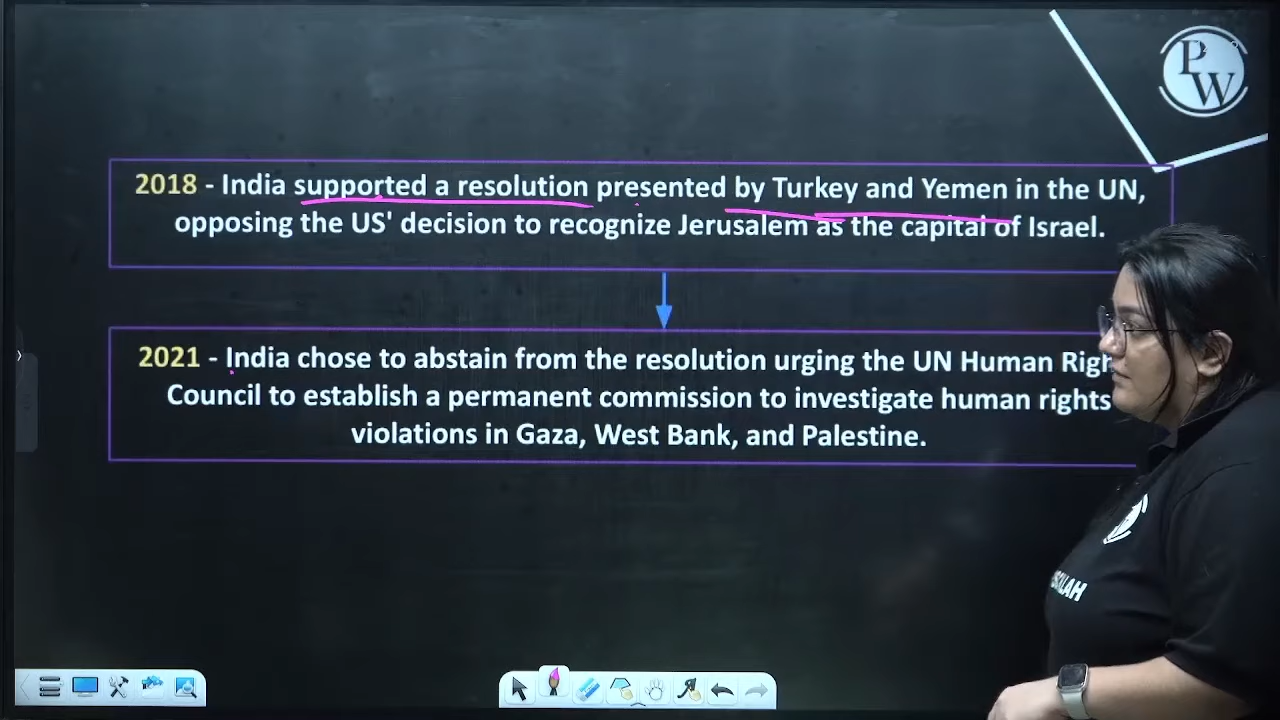 PW
2018 - India supported a resolution presented by Turkey and Yemen in the UN,
opposing the US' decision to recognize Jerusalem as the capital of Israel.
2021 - India chose to abstain from the resolution urging the UN Human
Council to establish a permanent commission to investigate human rights
violations in Gaza, West Bank, and Palestine.